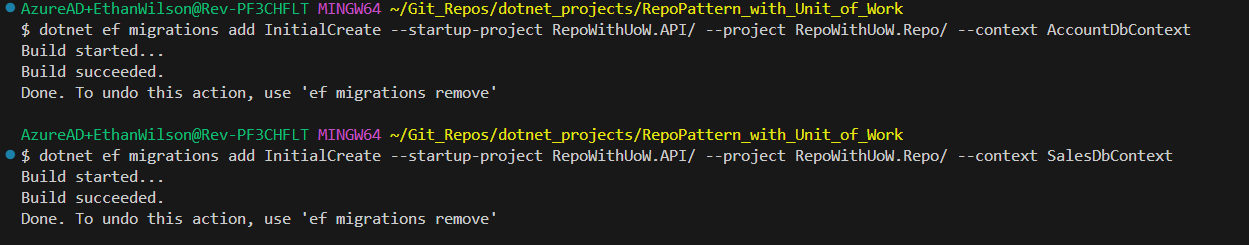 AzureAD+EthanWilson@Rev-PF3CHFLT MINGW64 ~/Git_Repos/dotnet_projects/RepoPattern_with_Unit_of_Work
$ dotnet ef migrations add InitialCreate --startup-project RepoWithUoW.API/ --project RepoWithUoW.Repo/ --context AccountDbContext
Build started...
Build succeeded.
Done. To undo this action, use 'ef migrations remove'
AzureAD+EthanWilson@Rev-PF3CHFLT MINGW64 ~/Git_Repos/dotnet_projects/RepoPattern_with_Unit_of_Work
$ dotnet ef migrations add InitialCreate --startup-project RepoWithUoW.API/ --project RepoWithUoW.Repo/ --context SalesDbContext
Build started...
Build succeeded.
Done. To undo this action, use 'ef migrations remove'